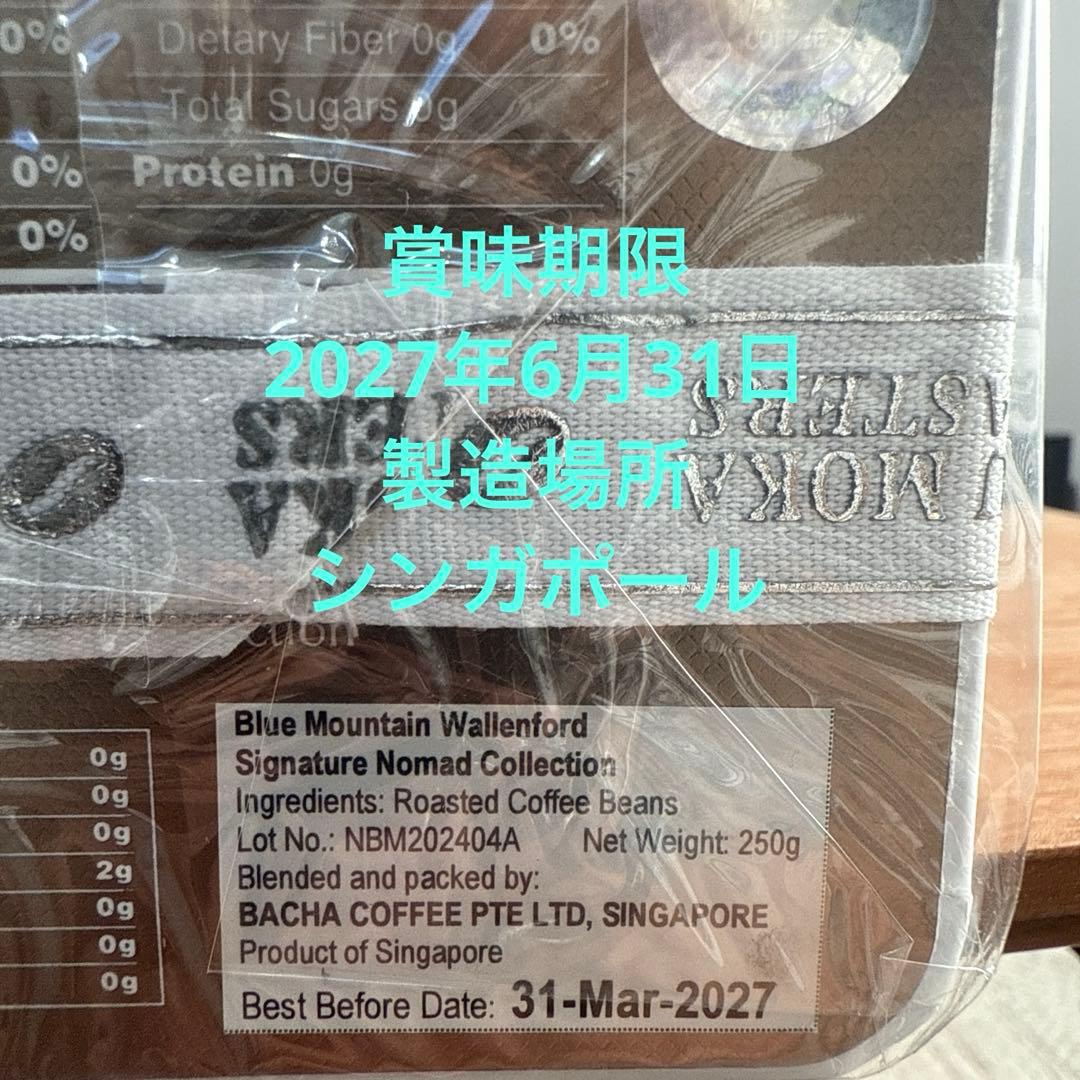 0% Dietary Fiber 0g 0%
Total Sugars 0g
0% Protein 0g
0%
賞味期限
2027年6月31日
製造場所
シンガポール
ASTERS
MOKA
ERS
KA
ction
0g
0g
0g
2g
0g
0g
0g
Blue Mountain Wallenford
Signature Nomad Collection
Ingredients: Roasted Coffee Beans
Lot No.: NBM202404A Net Weight: 250g
Blended and packed by:
BACHA COFFEE PTE LTD, SINGAPORE
Product of Singapore
Best Before Date: 31-Mar-2027